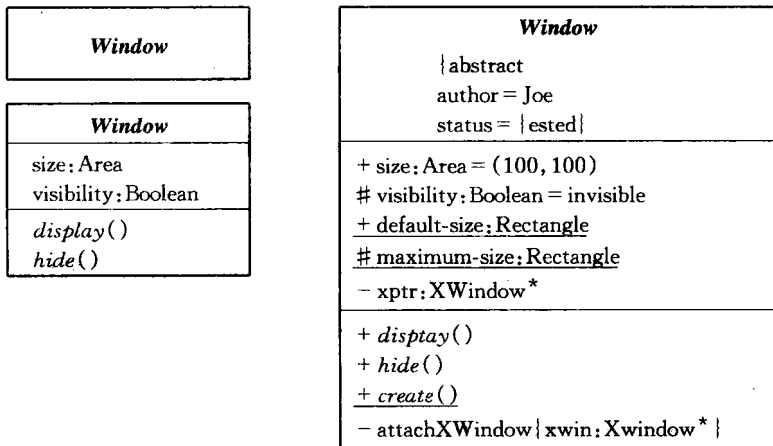 Window
Window
size:Area
visibility:Boolean
display()
hide()
Window
{abstract
author=Joe
status={ested{
+ size:Area=(100,100)
# visibility:Boolean=invisible
+ default-size:Rectangle
# maximum-size:Rectangle
- xptr:XWindow*
+ disptay()
+ hide()
+ create()
- attachXWindow{xwin:Xwindow*}